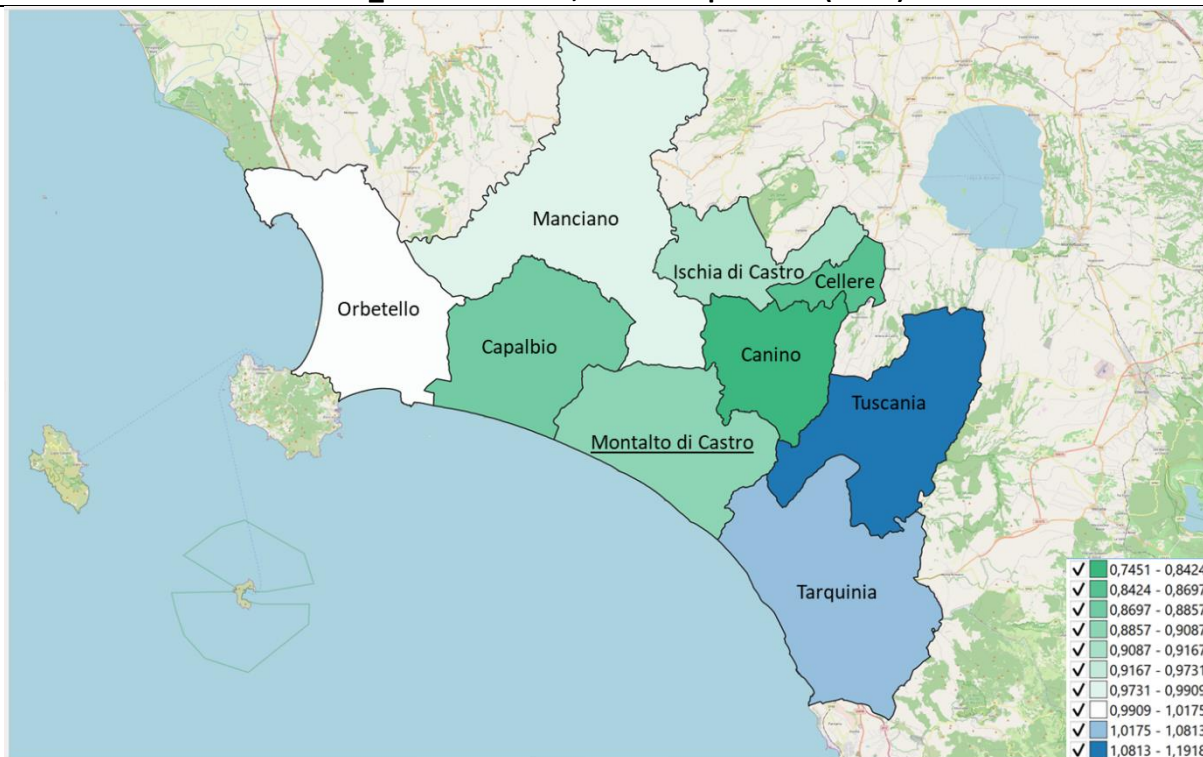 Manciano
Ischia di Castro
Cellere
Orbetello
Capalbio
Canino
Tuscania
Montalto di Castro
Tarquinia
0,7451 - 0,8424
0,8424 - 0,8697
0,8697 - 0,8857
0,8857 - 0,9087
0,9087 - 0,9167
0,9167 - 0,9731
0,9731 - 0,9909
0,9909 - 1,0175
1,0175 - 1,0813
1,0813 - 1,1918